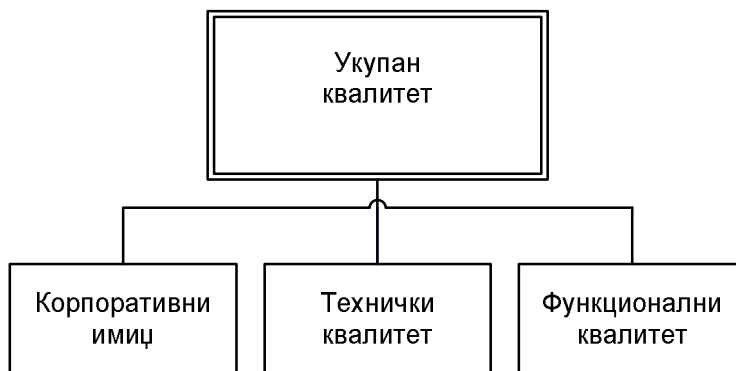 Укупан
квалитет
Корпоративни
имиџ
Технички
квалитет
Функционални
квалитет